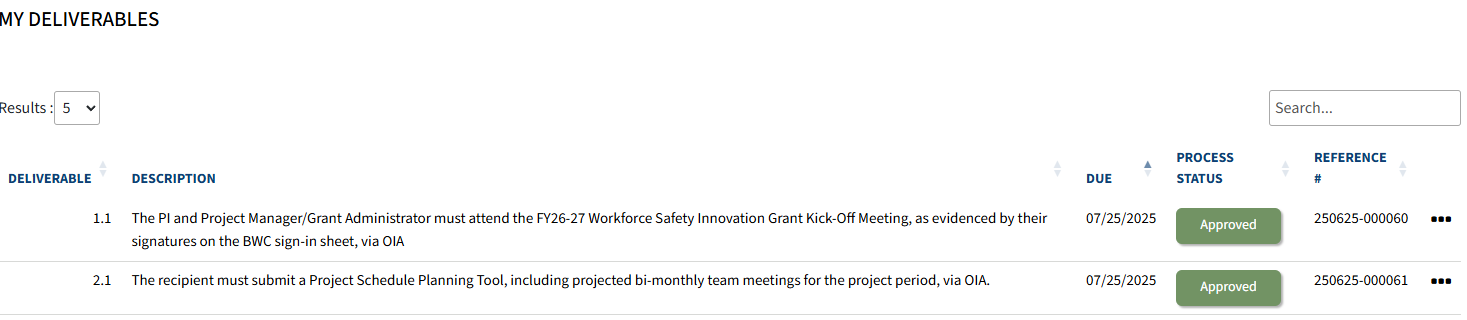 MY DELIVERABLES
Results : 5
Search...
DELIVERABLE DESCRIPTION DUE PROCESS STATUS REFERENCE #
1.1 The PI and Project Manager/Grant Administrator must attend the FY26-27 Workforce Safety Innovation Grant Kick-Off Meeting, as evidenced by their 07/25/2025 Approved 250625-000060
signatures on the BWC sign-in sheet, via OIA
2.1 The recipient must submit a Project Schedule Planning Tool, including projected bi-monthly team meetings for the project period, via OIA. 07/25/2025 Approved 250625-000061